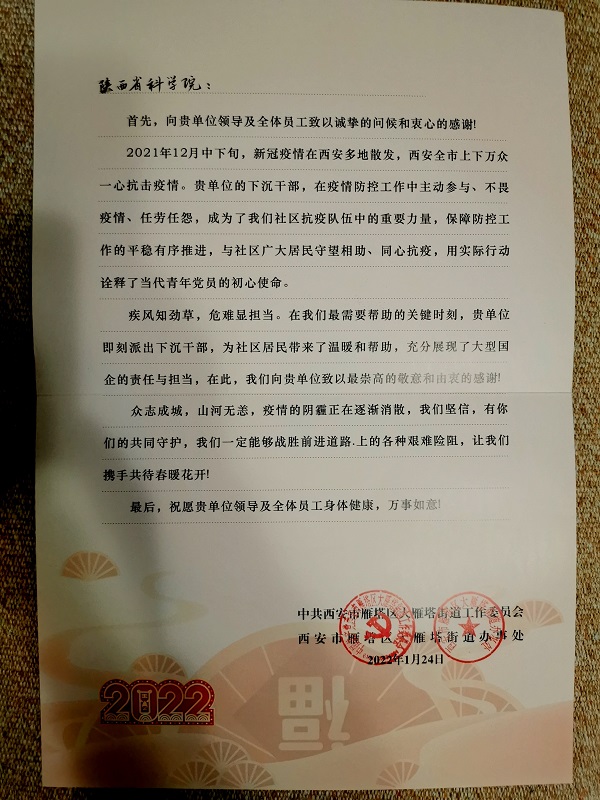 陕西省科学院：
首先，向贵单位领导及全体员工致以诚挚的问候和衷心的感谢!
2021年12月中下旬，新冠疫情在西安多地散发，西安全市上下万众
一心抗击疫情。贵单位的下沉干部，在疫情防控工作中主动参与、不畏
疫情、任劳任怨，成为了我们社区抗疫队伍中的重要力量，保障防控工
作的平稳有序推进，与社区广大居民守望相助、同心抗疫，用实际行动
诠释了当代青年党员的初心使命。
疾风知劲草，危难显担当。在我们最需要帮助的关键时刻，贵单位
即刻派出下沉干部，为社区居民带来了温暖和帮助，充分展现了大型国
企的责任与担当，在此，我们向贵单位致以最崇高的敬意和由衷的感谢!
众志成城，山河无恙，疫情的阴霾正在逐渐消散，我们坚信，有你
们的共同守护，我们一定能够战胜前进道路.上的各种艰难险阻，让我们
携手共待春暖花开!
最后，祝愿贵单位领导及全体员工身体健康，万事如意!
中共西安市雁塔区大雁塔街道工作委员会
西安市雁塔区大雁塔街道办事处
2022年1月24日
2022
福